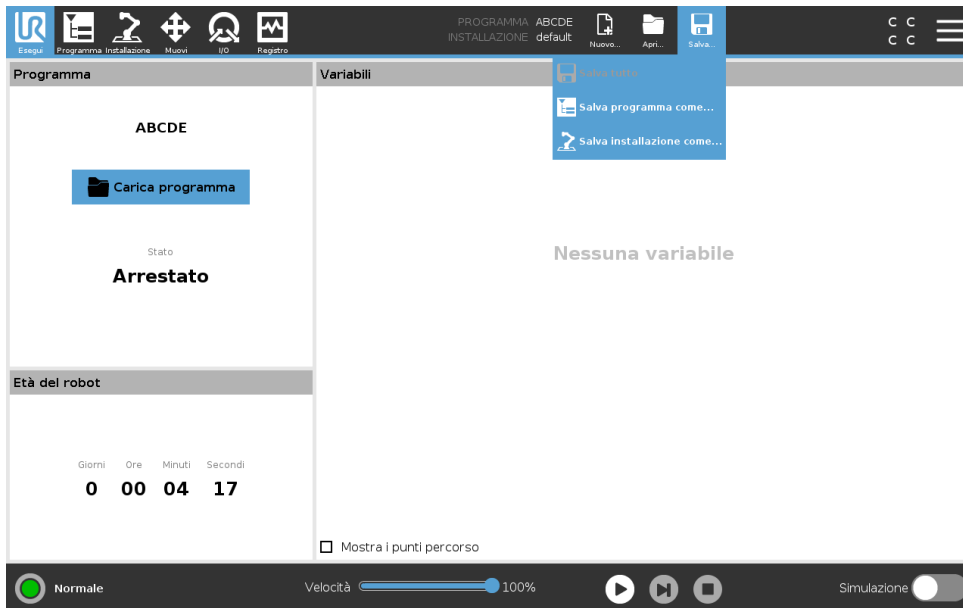 PROGRAMMA ABCDE
INSTALLAZIONE default
Esegui Programma Installazione Muovi I/O Registro
Nuovo... Apri... Salva...
C C
C C
Programma
Variabili
Salva tutto
Salva programma come...
Salva installazione come...
ABCDE
Carica programma
Stato
Arrestato
Nessuna variabile
Età del robot
Giorni Ore Minuti Secondi
0 00 04 17
Mostra i punti percorso
Normale
Velocità 100%
Simulazione